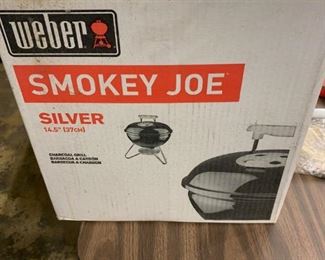 weber
SMOKEY JOE
SILVER
14.5" (37CM)
CHARCOAL GRILL
BARBACOA A CARBÓN
BARBECUE A CHARBON